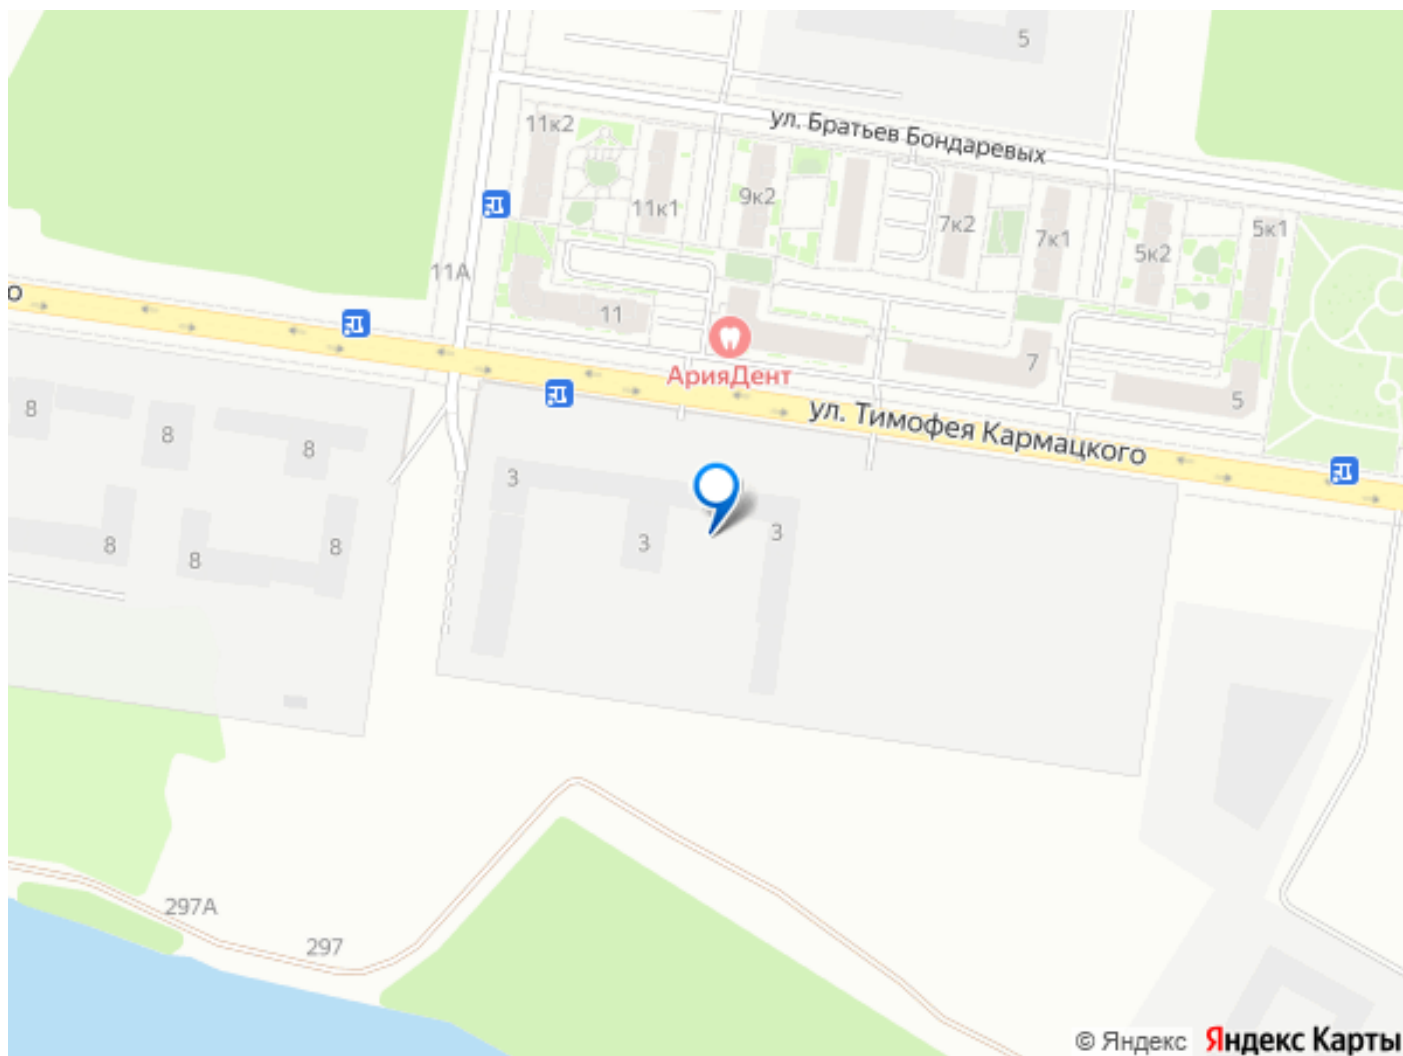 5
ул. Братьев Бондаревых
11к2
11к1
9к2
7к2
7к1
5к2
5к1
11А
о
11
АрияДент
7
5
ул. Тимофея Кармацкого
8
8
8
8
8
8
3
3
3
297А
297
© Яндекс Яндекс Карты